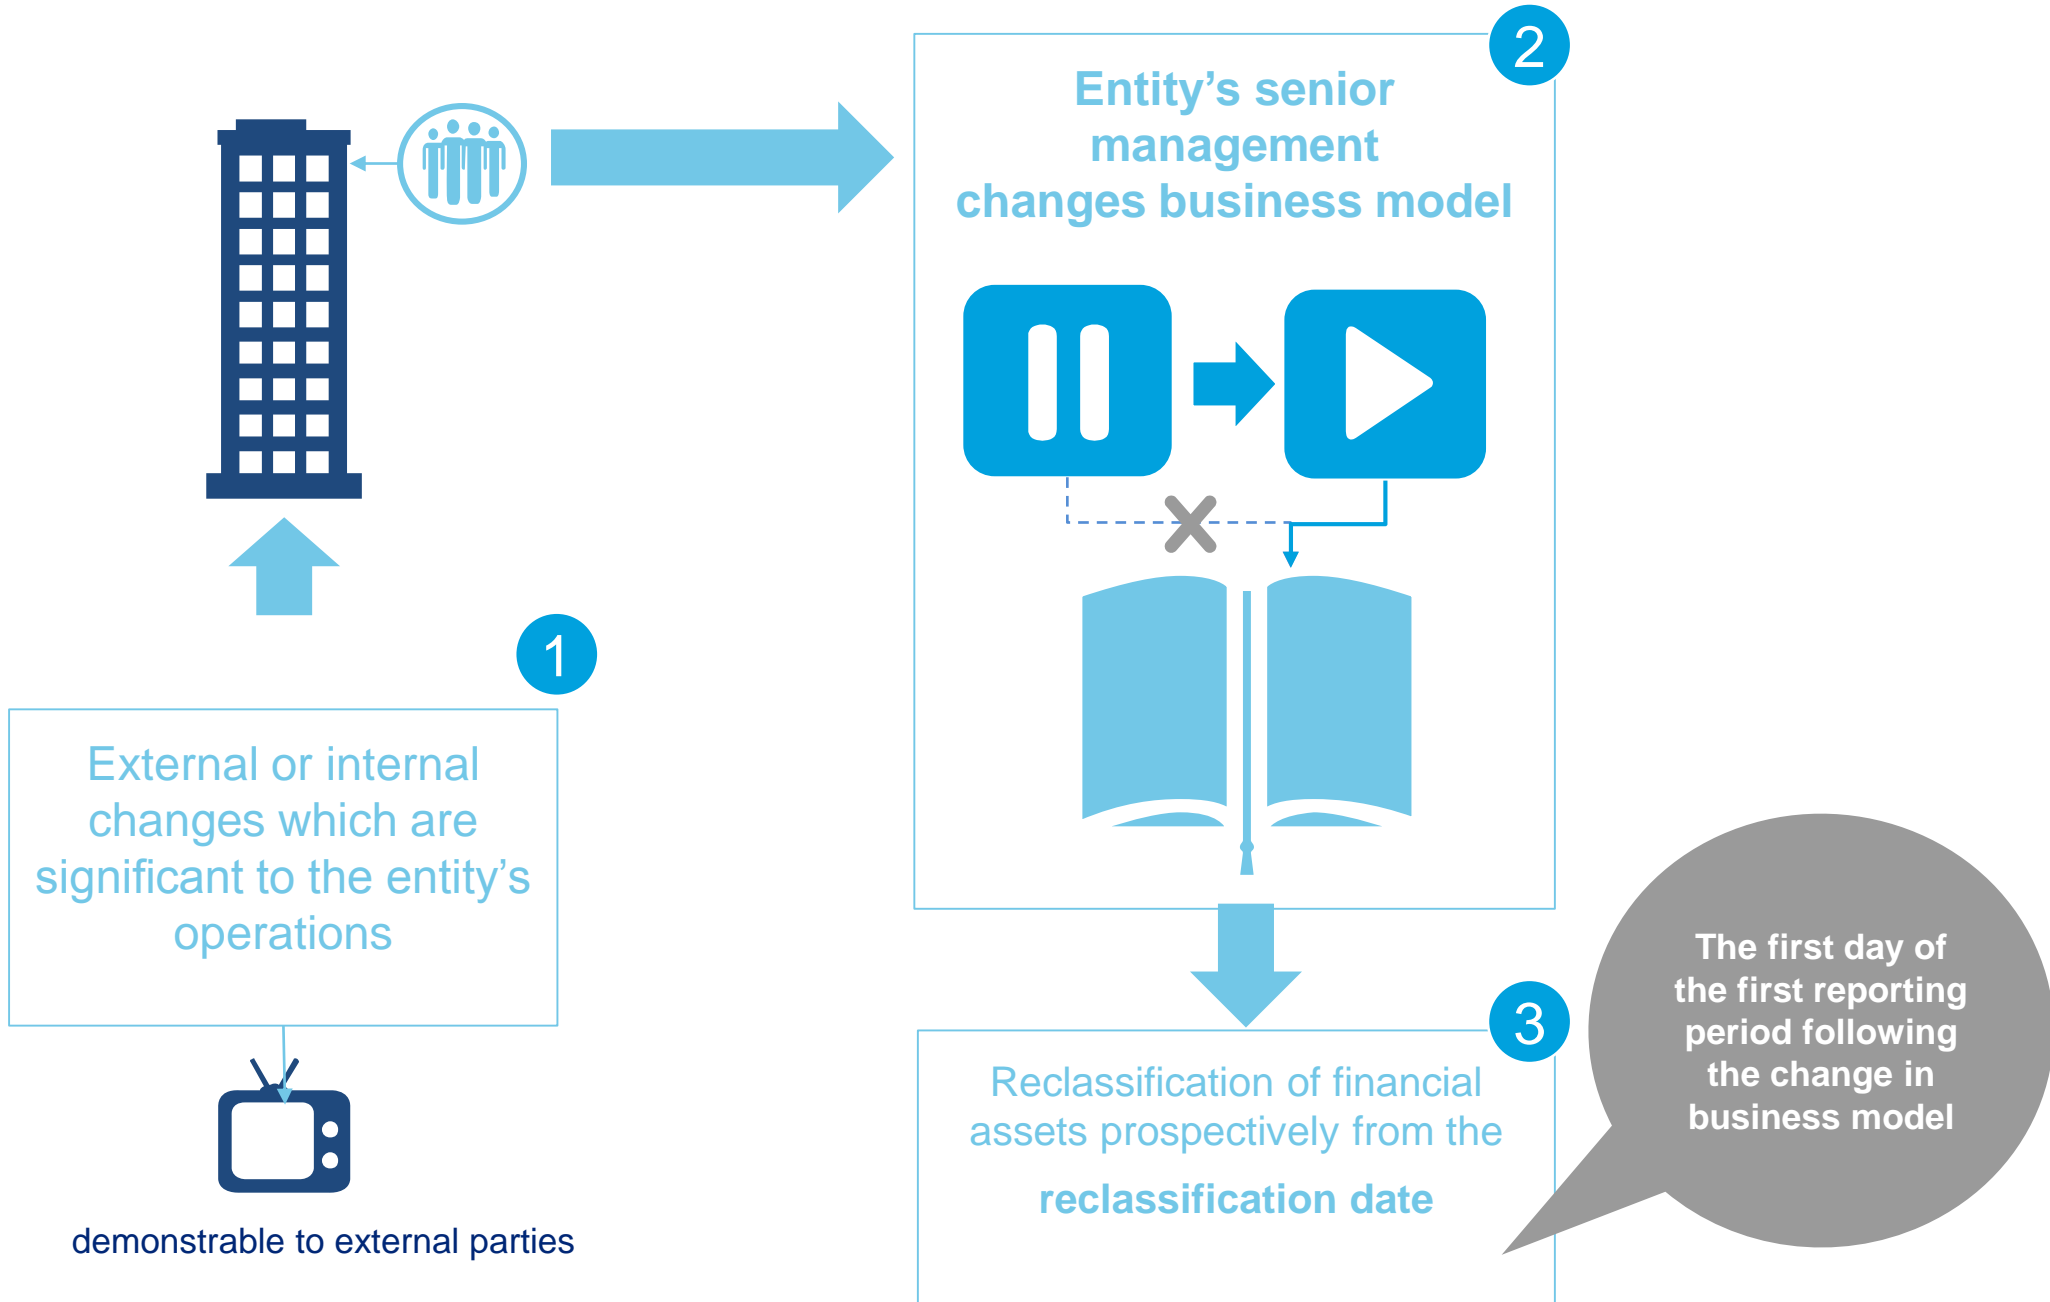 1
External or internal
changes which are
significant to the entity's
operations
demonstrable to external parties
2
Entity's senior
management
changes business model
3
Reclassification of financial
assets prospectively from the
reclassification date
The first day of
the first reporting
period following
the change in
business model